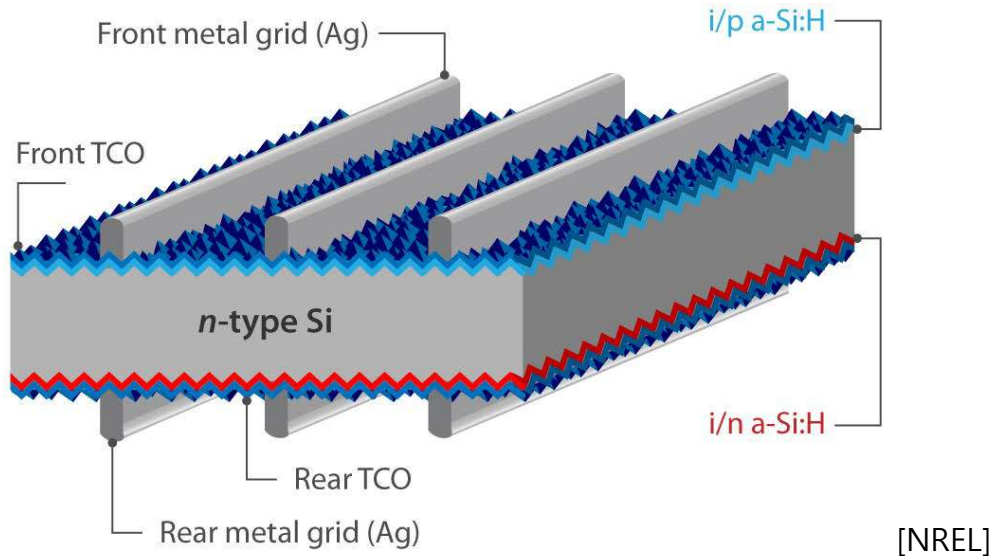 Front metal grid (Ag)
i/p a-Si:H
Front TCO
n-type Si
i/n a-Si:H
Rear TCO
Rear metal grid (Ag)
[NREL]